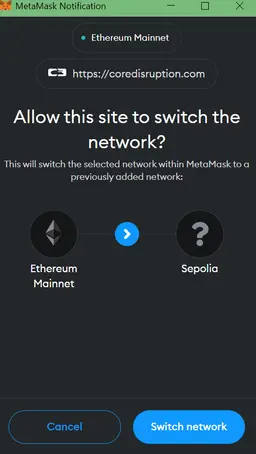 MetaMask Notification
Ethereum Mainnet
https://coredisruption.com
Allow this site to switch the
network?
This will switch the selected network within MetaMask to a
previously added network:
?
Ethereum
Mainnet
Sepolia
Cancel
Switch network